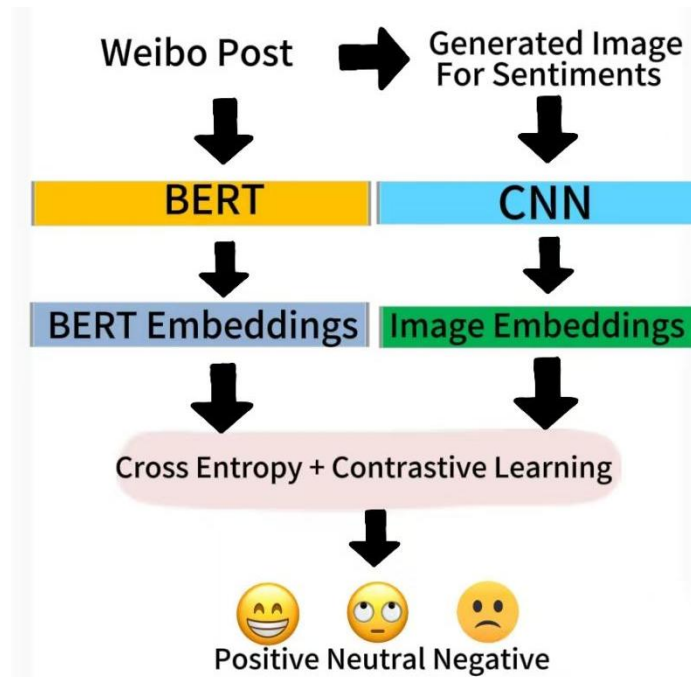 Weibo Post
Generated Image
For Sentiments
BERT
CNN
BERT Embeddings
Image Embeddings
Cross Entropy + Contrastive Learning
Positive Neutral Negative